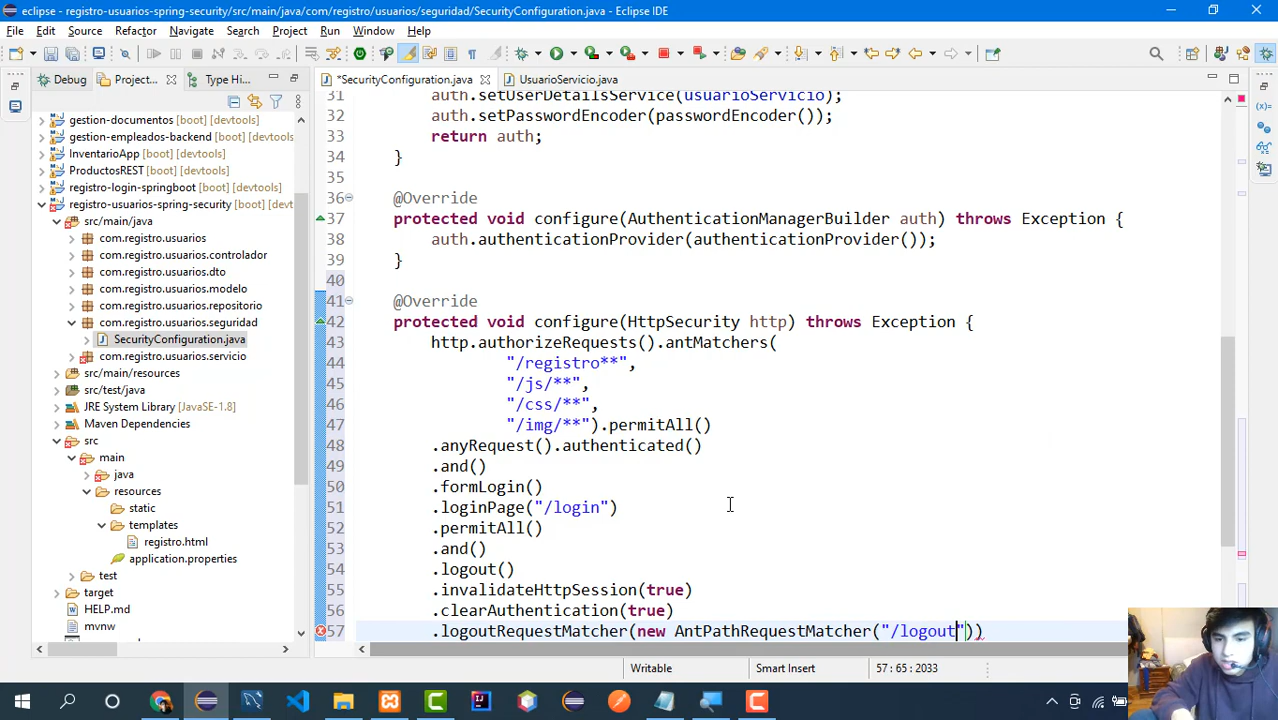 eclipse - registro-usuarios-spring-security/src/main/java/com/registro/usuarios/seguridad/SecurityConfiguration.java - Eclipse IDE
File Edit Source Refactor Navigate Search Project Run Window Help
Debug Project... Type Hi... *SecurityConfiguration.java UsuarioServicio.java
gestion-documentos [boot] [devtools]
gestion-empleados-backend
InventarioApp [boot] [devtools]
ProductosREST [boot] [devtools]
registro-login-springboot [boot] [devtools]
registro-usuarios-spring-security [boot] [devt
src/main/java
com.registro.usuarios
com.registro.usuarios.controlador
com.registro.usuarios.dto
com.registro.usuarios.modelo
com.registro.usuarios.repositorio
com.registro.usuarios.seguridad
SecurityConfiguration.java
com.registro.usuarios.servicio
src/main/resources
src/test/java
JRE System Library [JavaSE-1.8]
Maven Dependencies
src
main
java
resources
static
templates
registro.html
application.properties
test
target
HELP.md
mvnw
31 auth.setUserDetailsService(usuarioServicio);
32 auth.setPasswordEncoder(passwordEncoder());
33 return auth;
34 }
35
36 @Override
37 protected void configure(AuthenticationManagerBuilder auth) throws Exception {
38 auth.authenticationProvider(authenticationProvider());
39 }
40
41 @Override
42 protected void configure(HttpSecurity http) throws Exception {
43 http.authorizeRequests().antMatchers(
44 "/registro**",
45 "/js/**",
46 "/css/**",
47 "/img/**").permitAll()
48 .anyRequest().authenticated()
49 .and()
50 .formLogin()
51 .loginPage("/login")
52 .permitAll()
53 .and()
54 .logout()
55 .invalidateHttpSession(true)
56 .clearAuthentication(true)
57 .logoutRequestMatcher(new AntPathRequestMatcher("/logout"))
Writable Smart Insert 57 : 65 : 2033